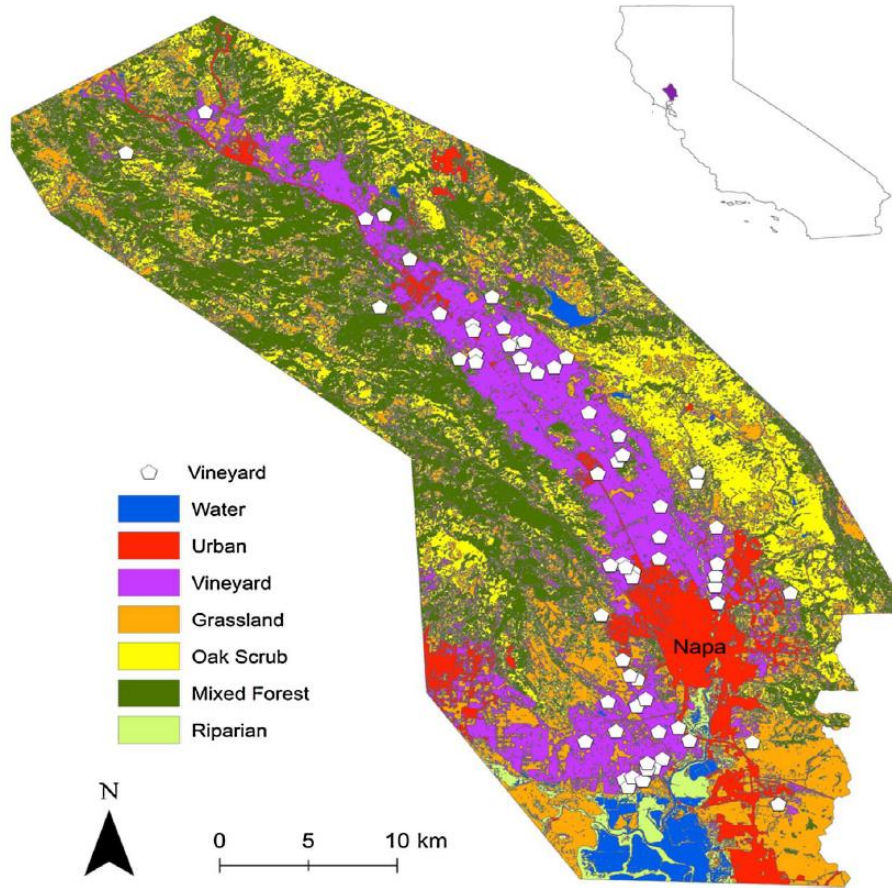 Napa
Vineyard
Water
Urban
Vineyard
Grassland
Oak Scrub
Mixed Forest
Riparian
N
0 5 10 km